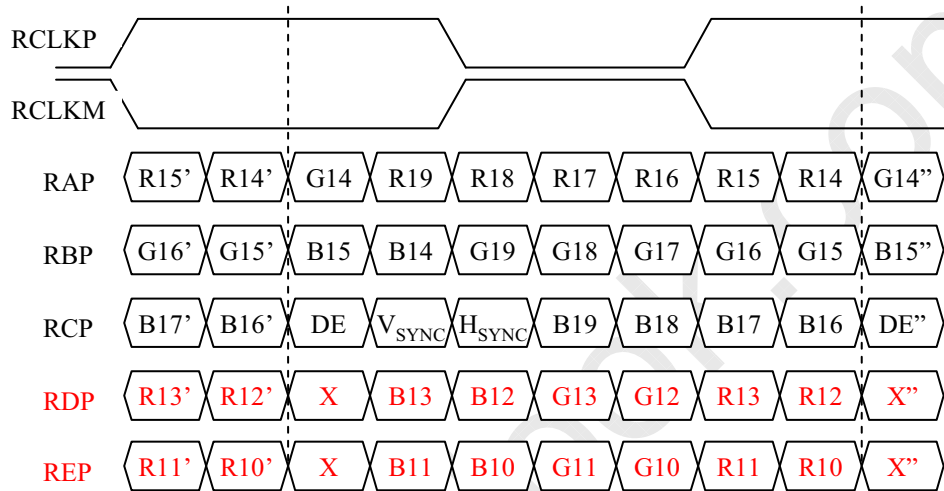 RCLKP
RCLKM
RAP R15’ R14’ G14 R19 R18 R17 R16 R15 R14 G14”
RBP G16’ G15’ B15 B14 G19 G18 G17 G16 G15 B15”
RCP B17’ B16’ DE VSYNC HSYNC B19 B18 B17 B16 DE”
RDP R13’ R12’ X B13 B12 G13 G12 R13 R12 X”
REP R11’ R10’ X B11 B10 G11 G10 R11 R10 X”